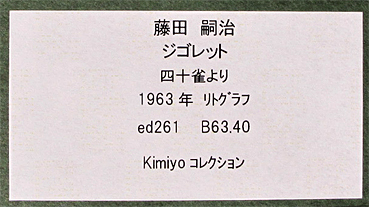 藤田　嗣治
ジゴレット
四十雀より
1963 年　ﾘﾄｸﾞﾗﾌ
ed261　B63.40
Kimiyo コレクション